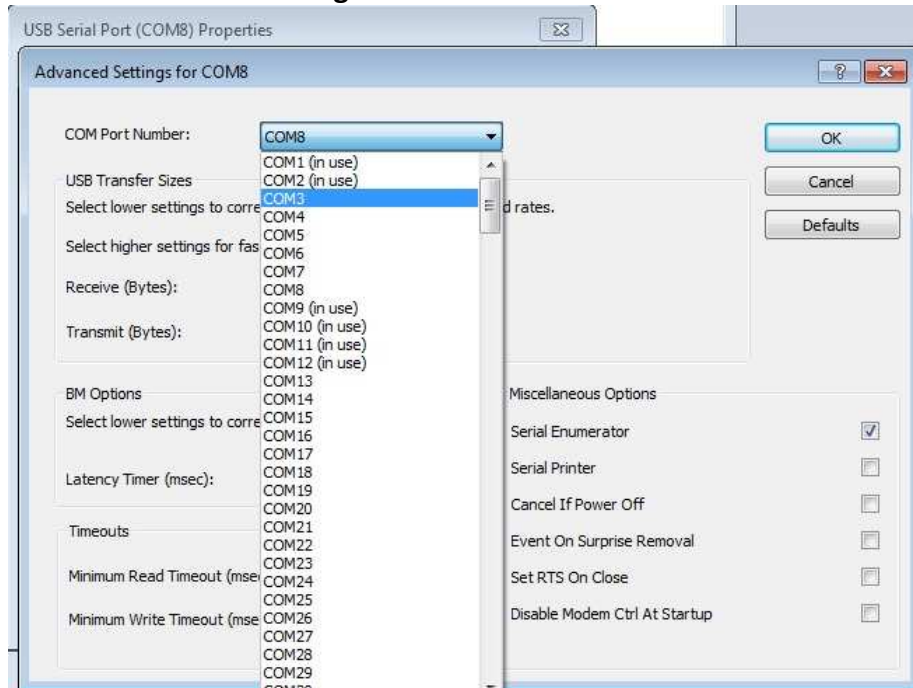 USB Serial Port (COM8) Properties
Advanced Settings for COM8
COM Port Number:
COM8
OK
Cancel
Defaults
COM1 (in use)
COM2 (in use)
COM3
COM4
COM5
COM6
COM7
COM8
COM9 (in use)
COM10 (in use)
COM11 (in use)
COM12 (in use)
COM13
COM14
COM15
COM16
COM17
COM18
COM19
COM20
COM21
COM22
COM23
COM24
COM25
COM26
COM27
COM28
COM29
USB Transfer Sizes
Select lower settings to corre
d rates.
Select higher settings for fas
Receive (Bytes):
Transmit (Bytes):
BM Options
Select lower settings to corre
Latency Timer (msec):
Timeouts
Minimum Read Timeout (mse
Minimum Write Timeout (mse
Miscellaneous Options
Serial Enumerator
Serial Printer
Cancel If Power Off
Event On Surprise Removal
Set RTS On Close
Disable Modem Ctrl At Startup